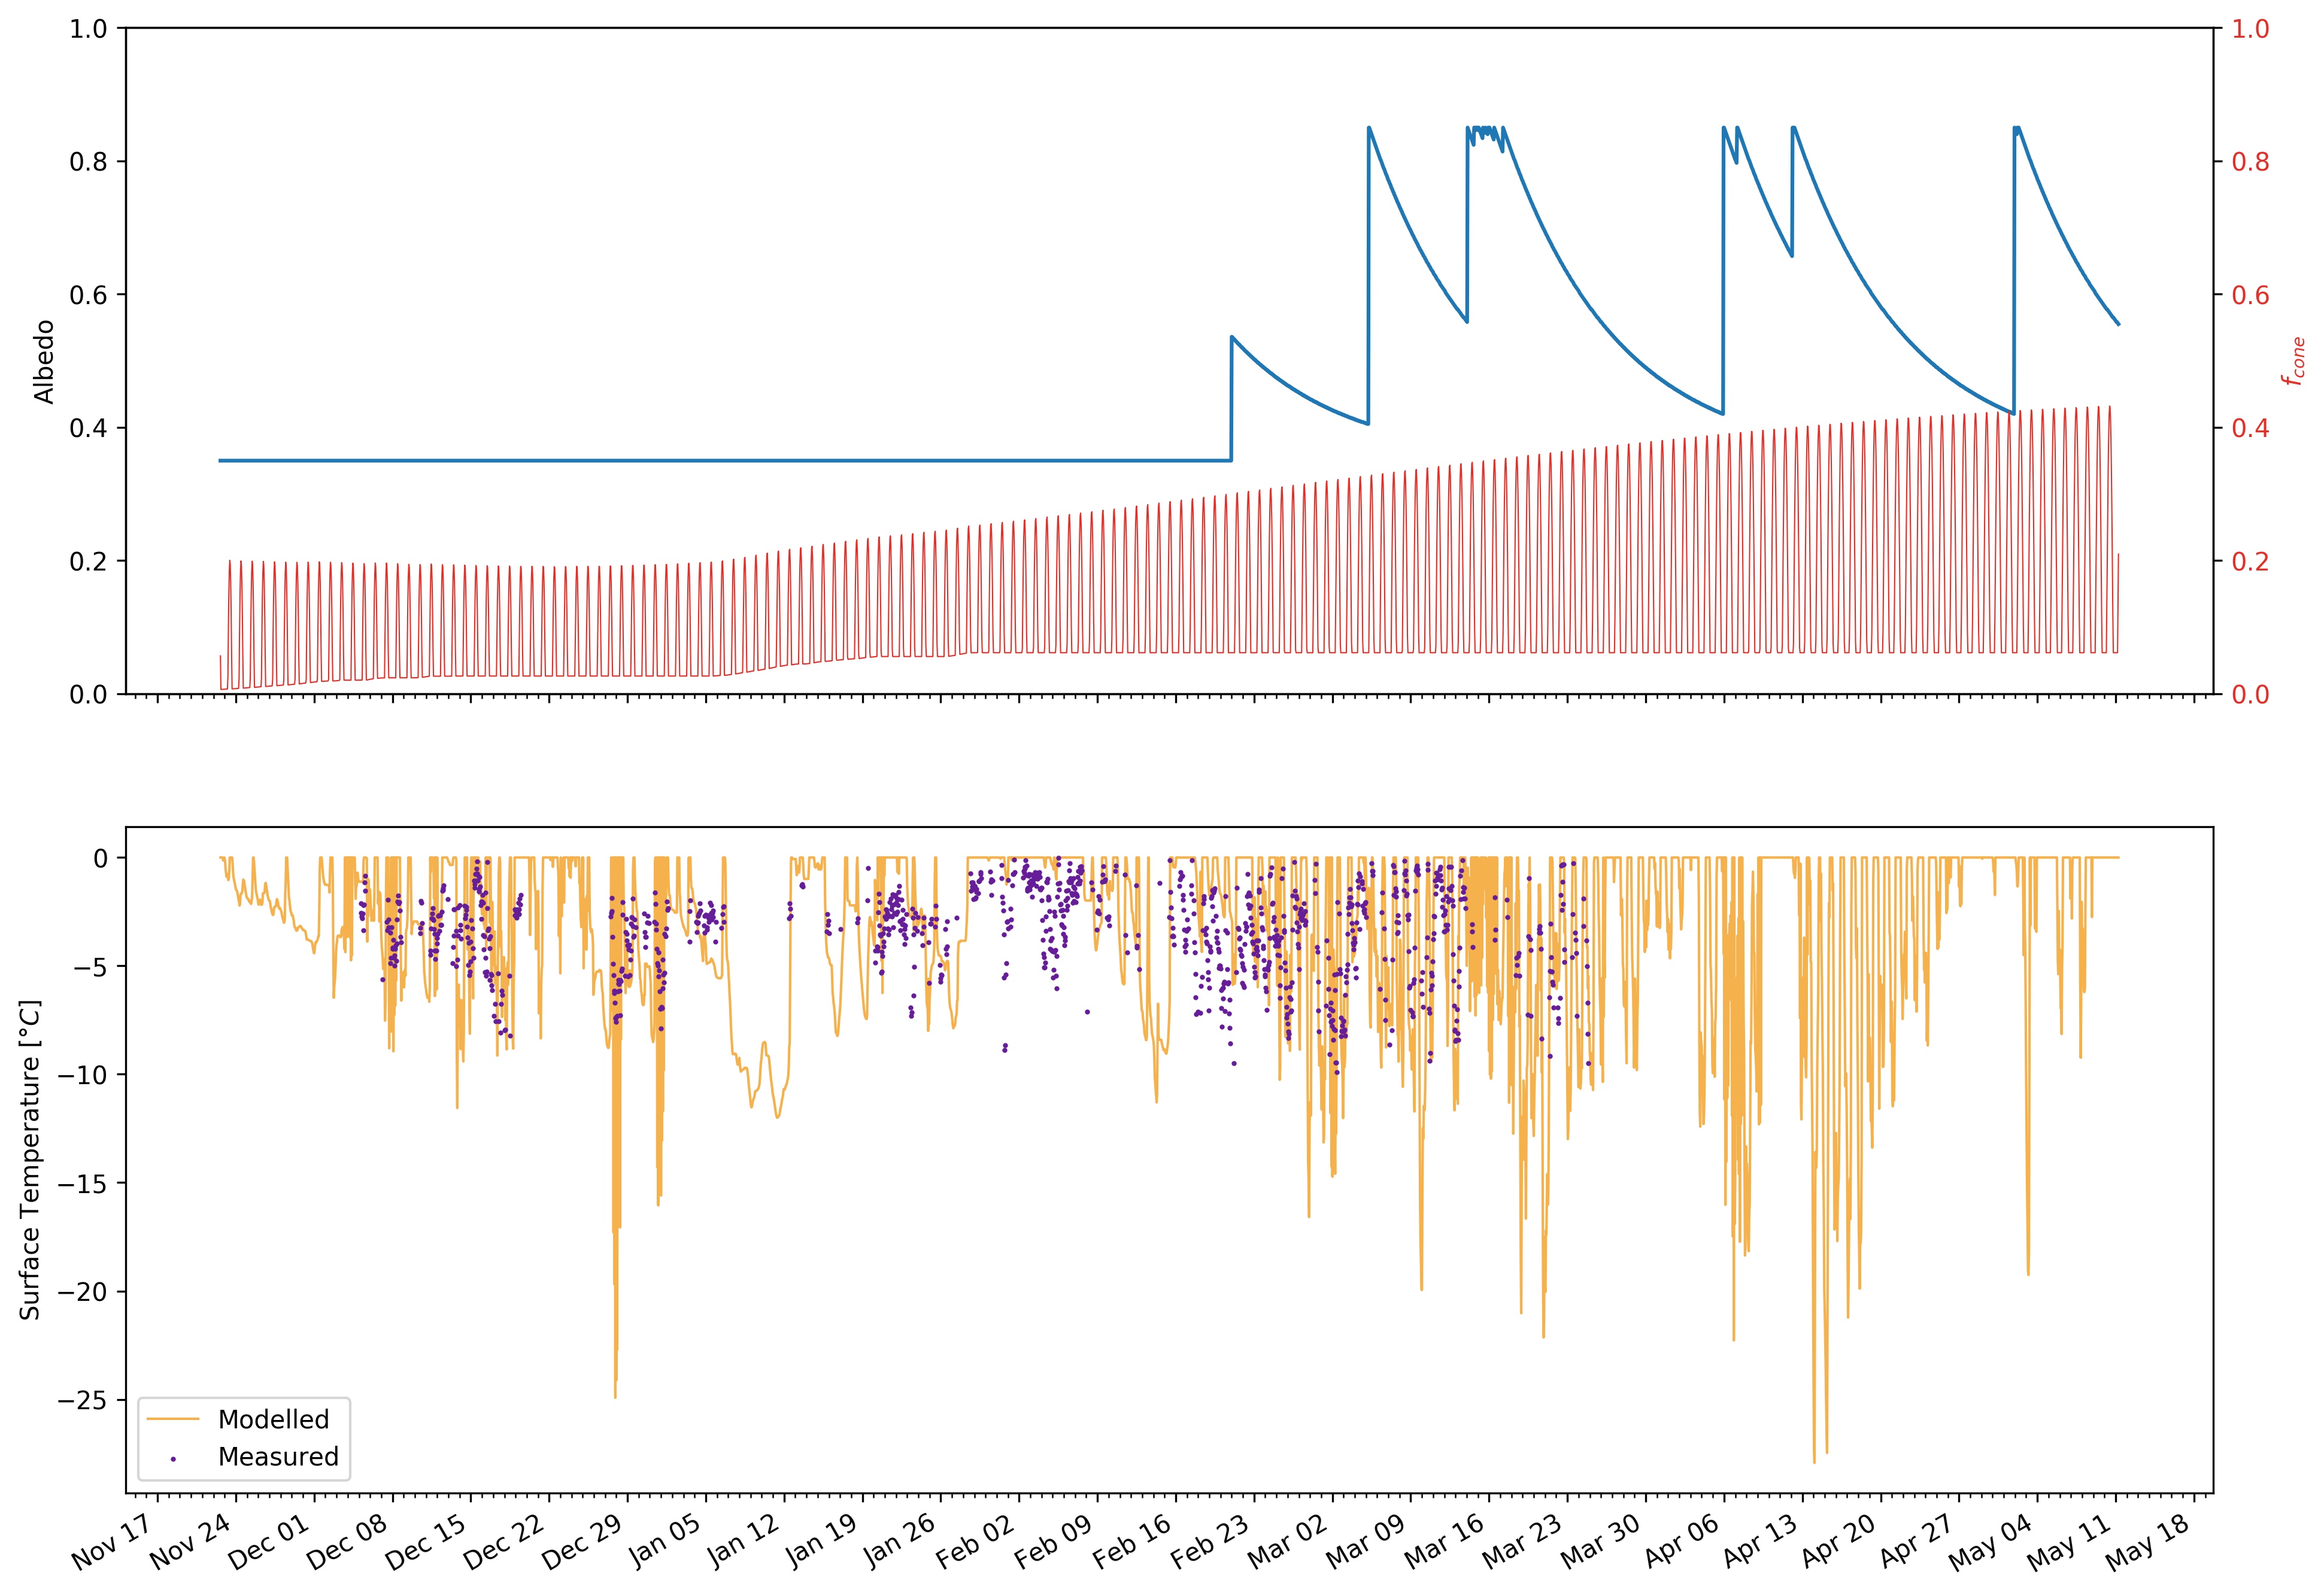 1.0
0.8
0.6
0.4
0.2
0.0
Albedo
1.0
0.8
0.6
0.4
0.2
0.0
f_cone
0
−5
−10
−15
−20
−25
Surface Temperature [°C]
Modelled
Measured
Nov 17
Nov 24
Dec 01
Dec 08
Dec 15
Dec 22
Dec 29
Jan 05
Jan 12
Jan 19
Jan 26
Feb 02
Feb 09
Feb 16
Feb 23
Mar 02
Mar 09
Mar 16
Mar 23
Mar 30
Apr 06
Apr 13
Apr 20
Apr 27
May 04
May 11
May 18